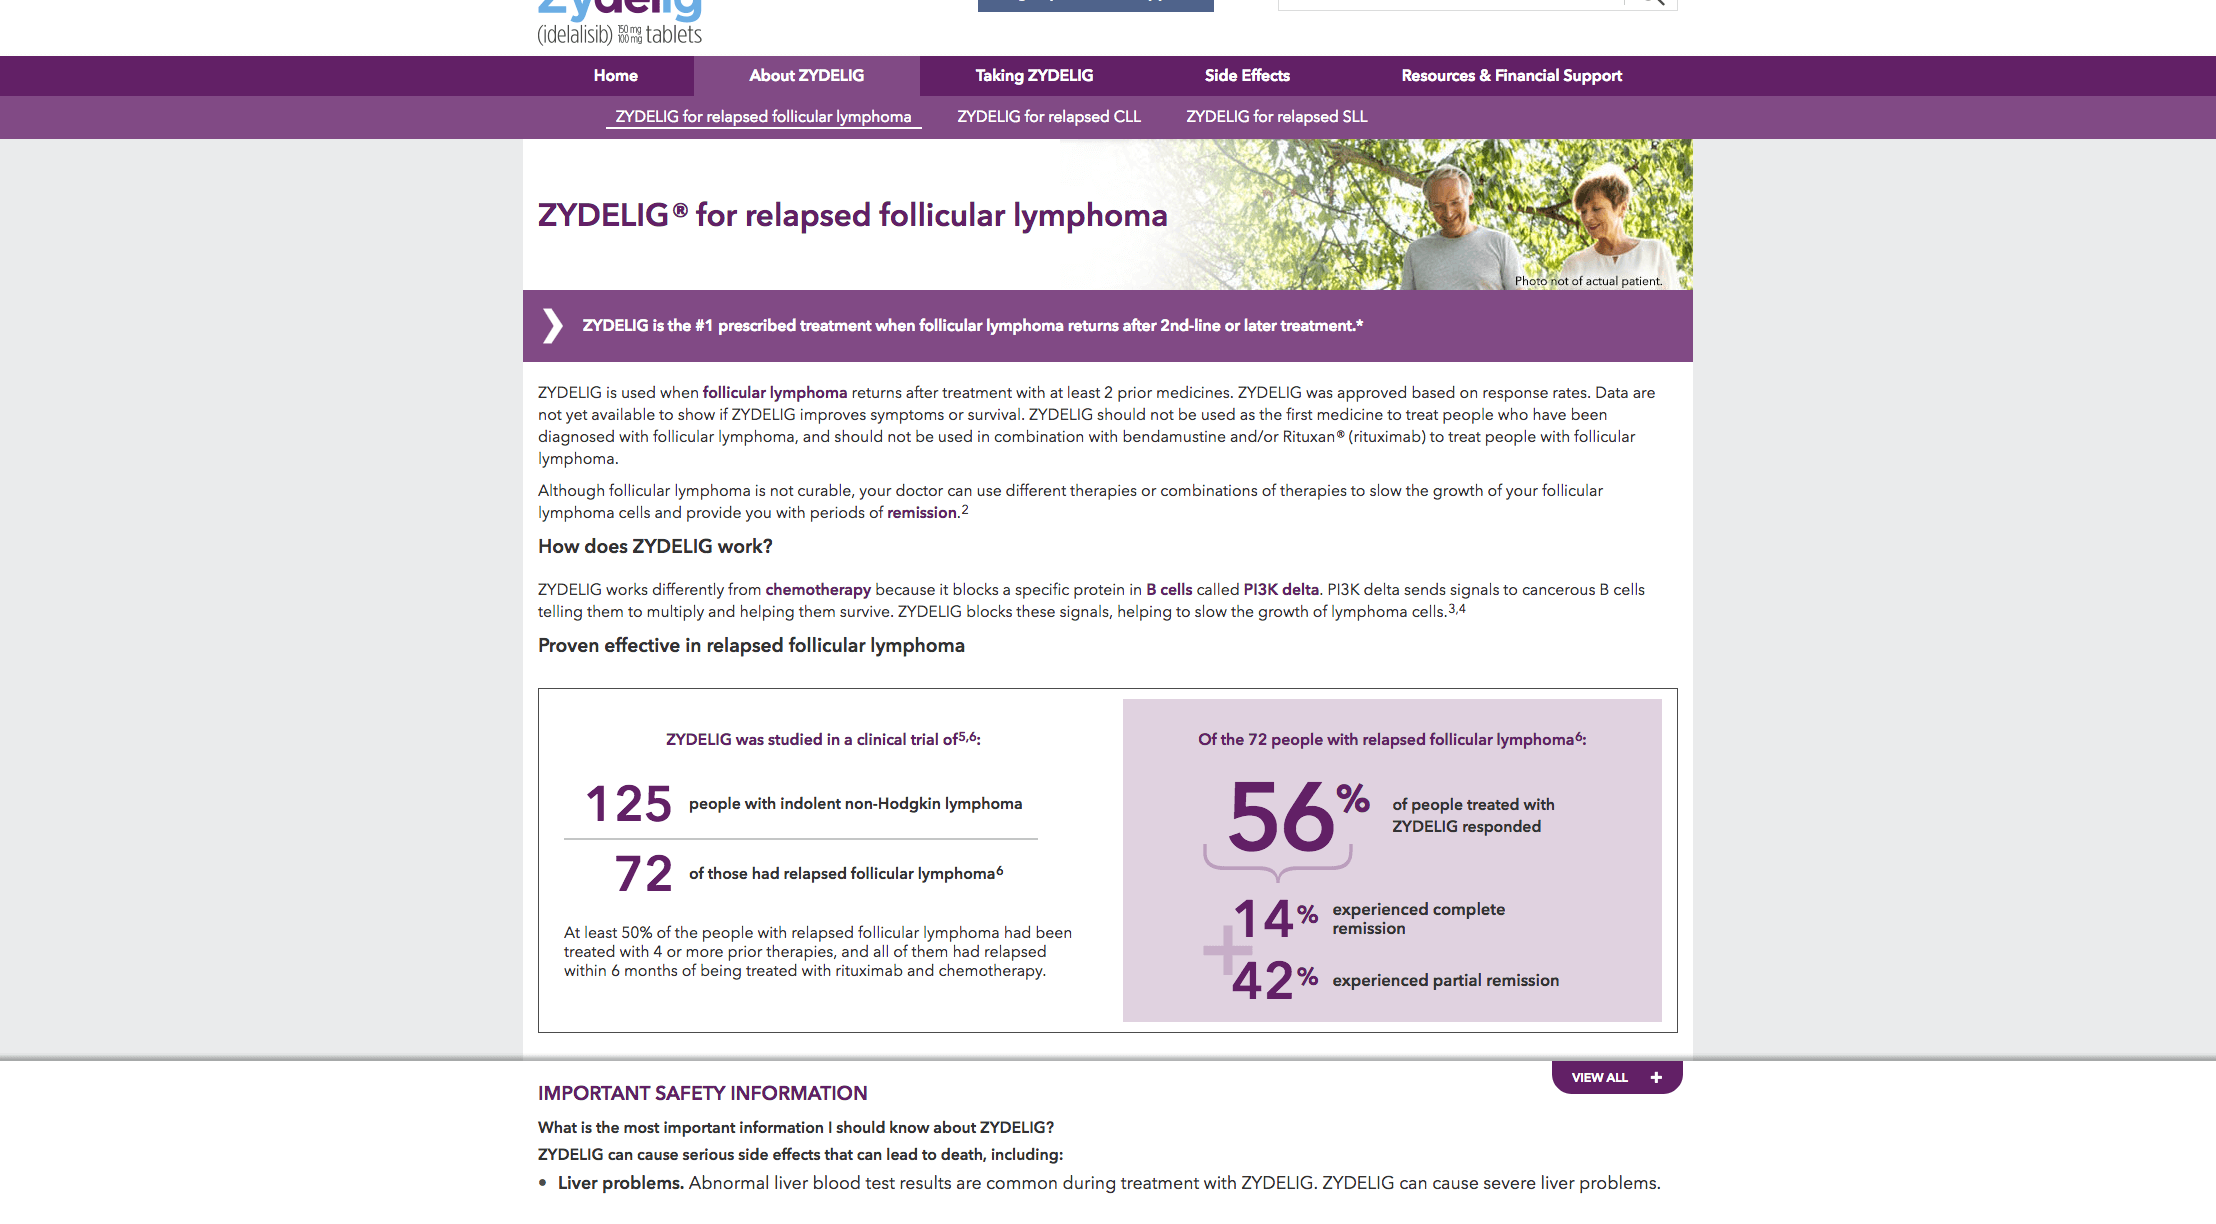 Zydelig
(idelalisib) 150 mg 100 mg tablets
Home About ZYDELIG Taking ZYDELIG Side Effects Resources & Financial Support
ZYDELIG for relapsed follicular lymphoma ZYDELIG for relapsed CLL ZYDELIG for relapsed SLL
ZYDELIG® for relapsed follicular lymphoma
Photo not of actual patient.
ZYDELIG is the #1 prescribed treatment when follicular lymphoma returns after 2nd-line or later treatment.*
ZYDELIG is used when follicular lymphoma returns after treatment with at least 2 prior medicines. ZYDELIG was approved based on response rates. Data are
not yet available to show if ZYDELIG improves symptoms or survival. ZYDELIG should not be used as the first medicine to treat people who have been
diagnosed with follicular lymphoma, and should not be used in combination with bendamustine and/or Rituxan® (rituximab) to treat people with follicular
lymphoma.
Although follicular lymphoma is not curable, your doctor can use different therapies or combinations of therapies to slow the growth of your follicular
lymphoma cells and provide you with periods of remission.2
How does ZYDELIG work?
ZYDELIG works differently from chemotherapy because it blocks a specific protein in B cells called PI3K delta. PI3K delta sends signals to cancerous B cells
telling them to multiply and helping them survive. ZYDELIG blocks these signals, helping to slow the growth of lymphoma cells.3,4
Proven effective in relapsed follicular lymphoma
ZYDELIG was studied in a clinical trial of5,6:
125 people with indolent non-Hodgkin lymphoma
72 of those had relapsed follicular lymphoma6
At least 50% of the people with relapsed follicular lymphoma had been
treated with 4 or more prior therapies, and all of them had relapsed
within 6 months of being treated with rituximab and chemotherapy.
Of the 72 people with relapsed follicular lymphoma6:
56% of people treated with
ZYDELIG responded
14% experienced complete
remission
+
42% experienced partial remission
VIEW ALL +
IMPORTANT SAFETY INFORMATION
What is the most important information I should know about ZYDELIG?
ZYDELIG can cause serious side effects that can lead to death, including:
• Liver problems. Abnormal liver blood test results are common during treatment with ZYDELIG. ZYDELIG can cause severe liver problems.